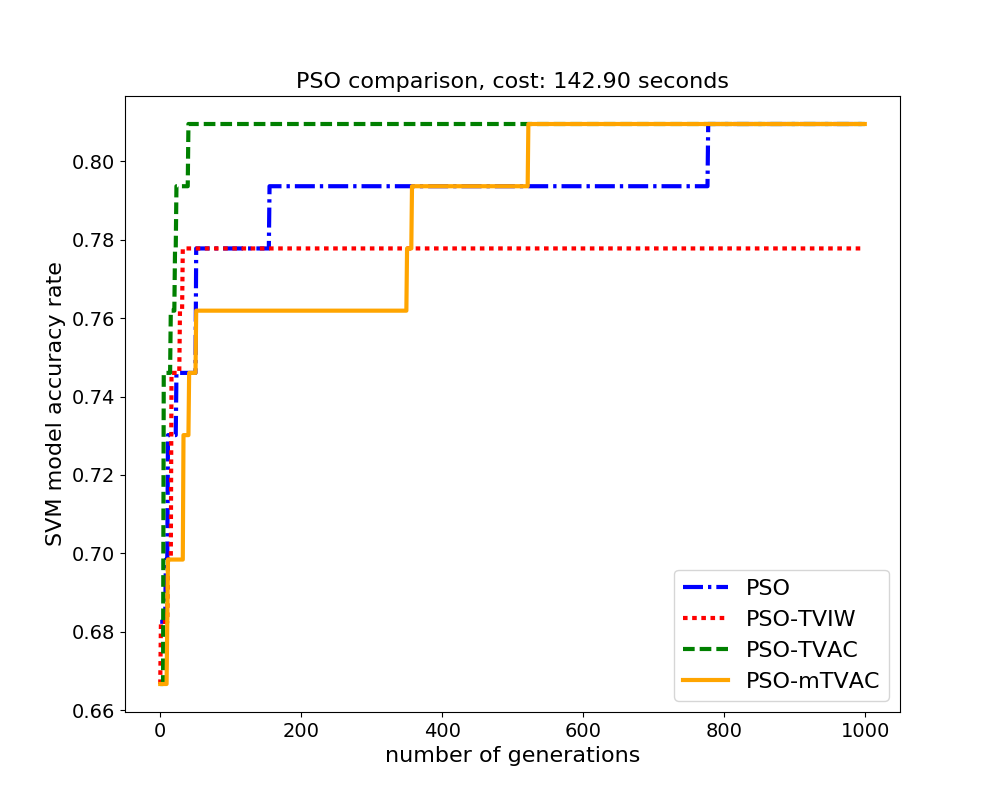 PSO comparison, cost: 142.90 seconds
SVM model accuracy rate
0.80
0.78
0.76
0.74
0.72
0.70
0.68
0.66
0 200 400 600 800 1000
number of generations
PSO
PSO-TVIW
PSO-TVAC
PSO-mTVAC